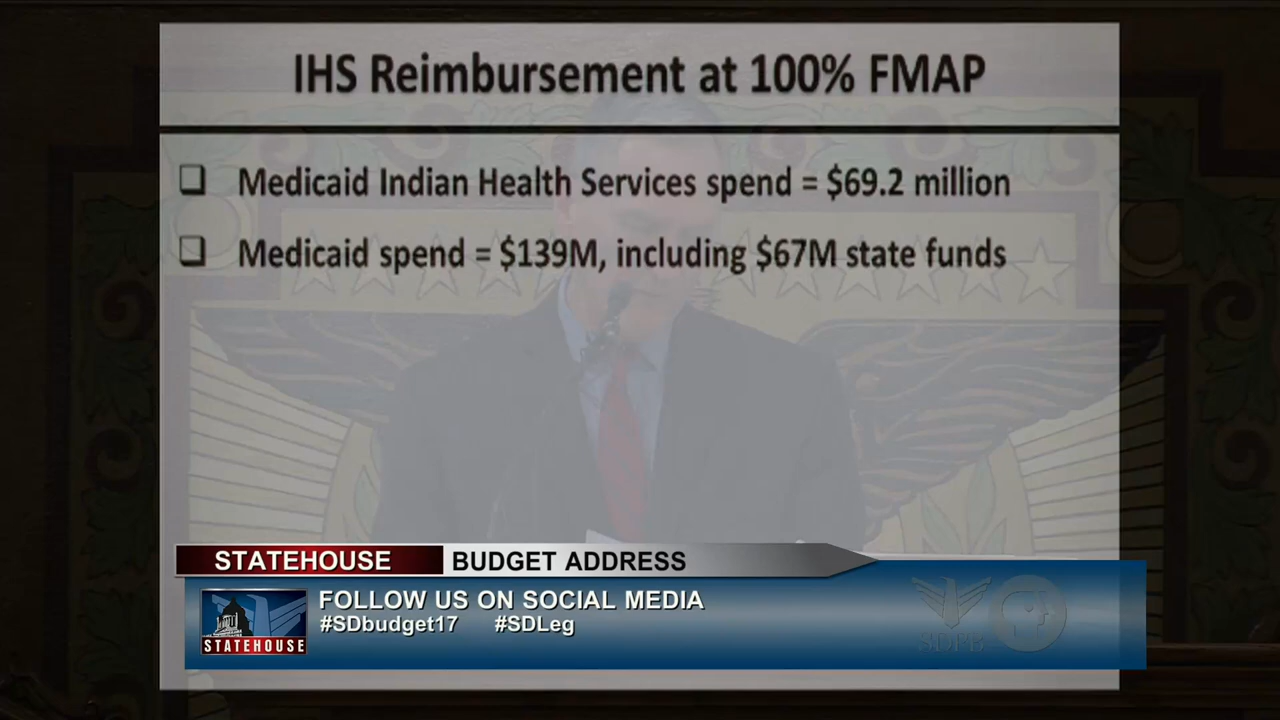 IHS Reimbursement at 100% FMAP
❑ Medicaid Indian Health Services spend = $69.2 million
❑ Medicaid spend = $139M, including $67M state funds
STATEHOUSE BUDGET ADDRESS
FOLLOW US ON SOCIAL MEDIA
#SDbudget17 #SDLeg
STATEHOUSE
SDPB